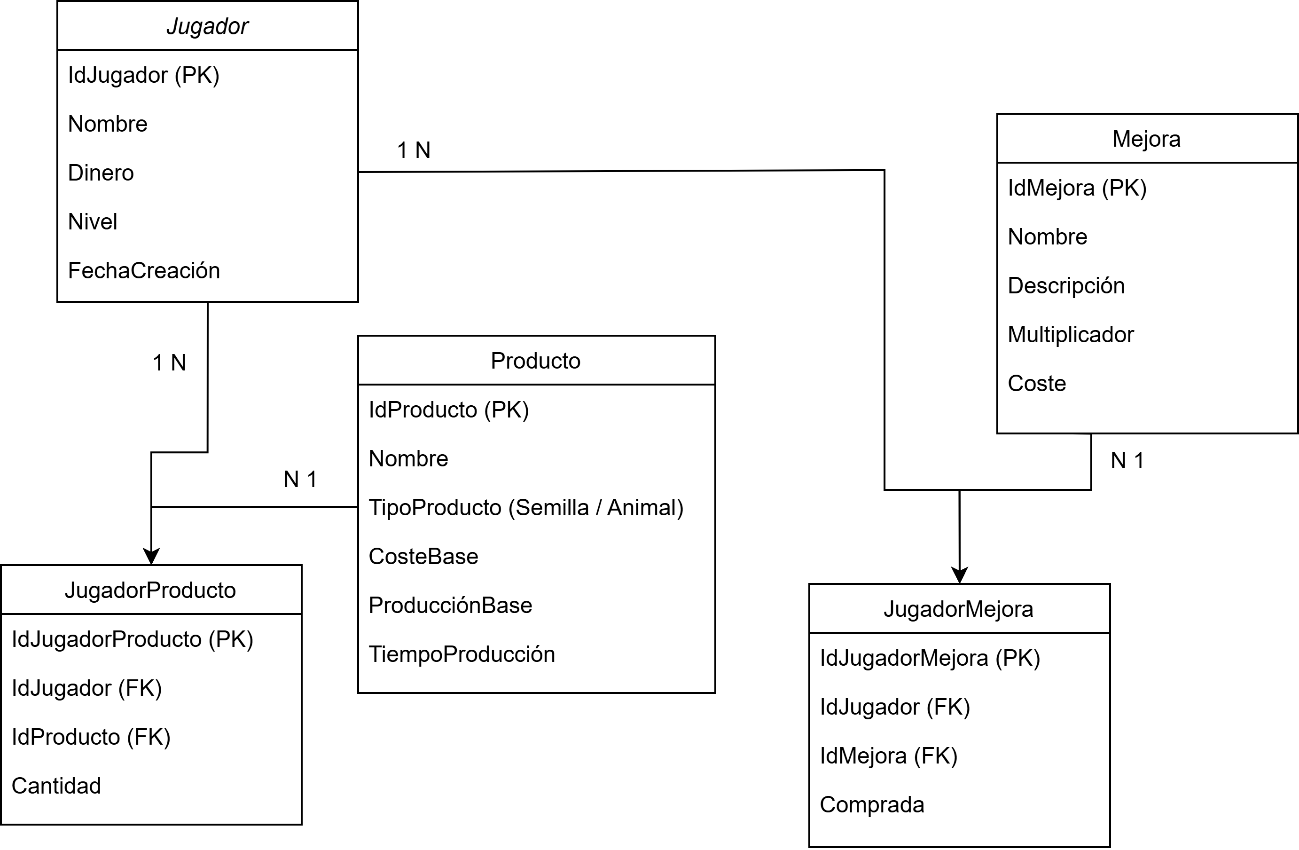 Jugador
IdJugador (PK)
Nombre
Dinero
Nivel
FechaCreación
1 N
1 N
Mejora
IdMejora (PK)
Nombre
Descripción
Multiplicador
Coste
N 1
Producto
IdProducto (PK)
Nombre
TipoProducto (Semilla / Animal)
CosteBase
ProducciónBase
TiempoProducción
N 1
JugadorProducto
IdJugadorProducto (PK)
IdJugador (FK)
IdProducto (FK)
Cantidad
JugadorMejora
IdJugadorMejora (PK)
IdJugador (FK)
IdMejora (FK)
Comprada